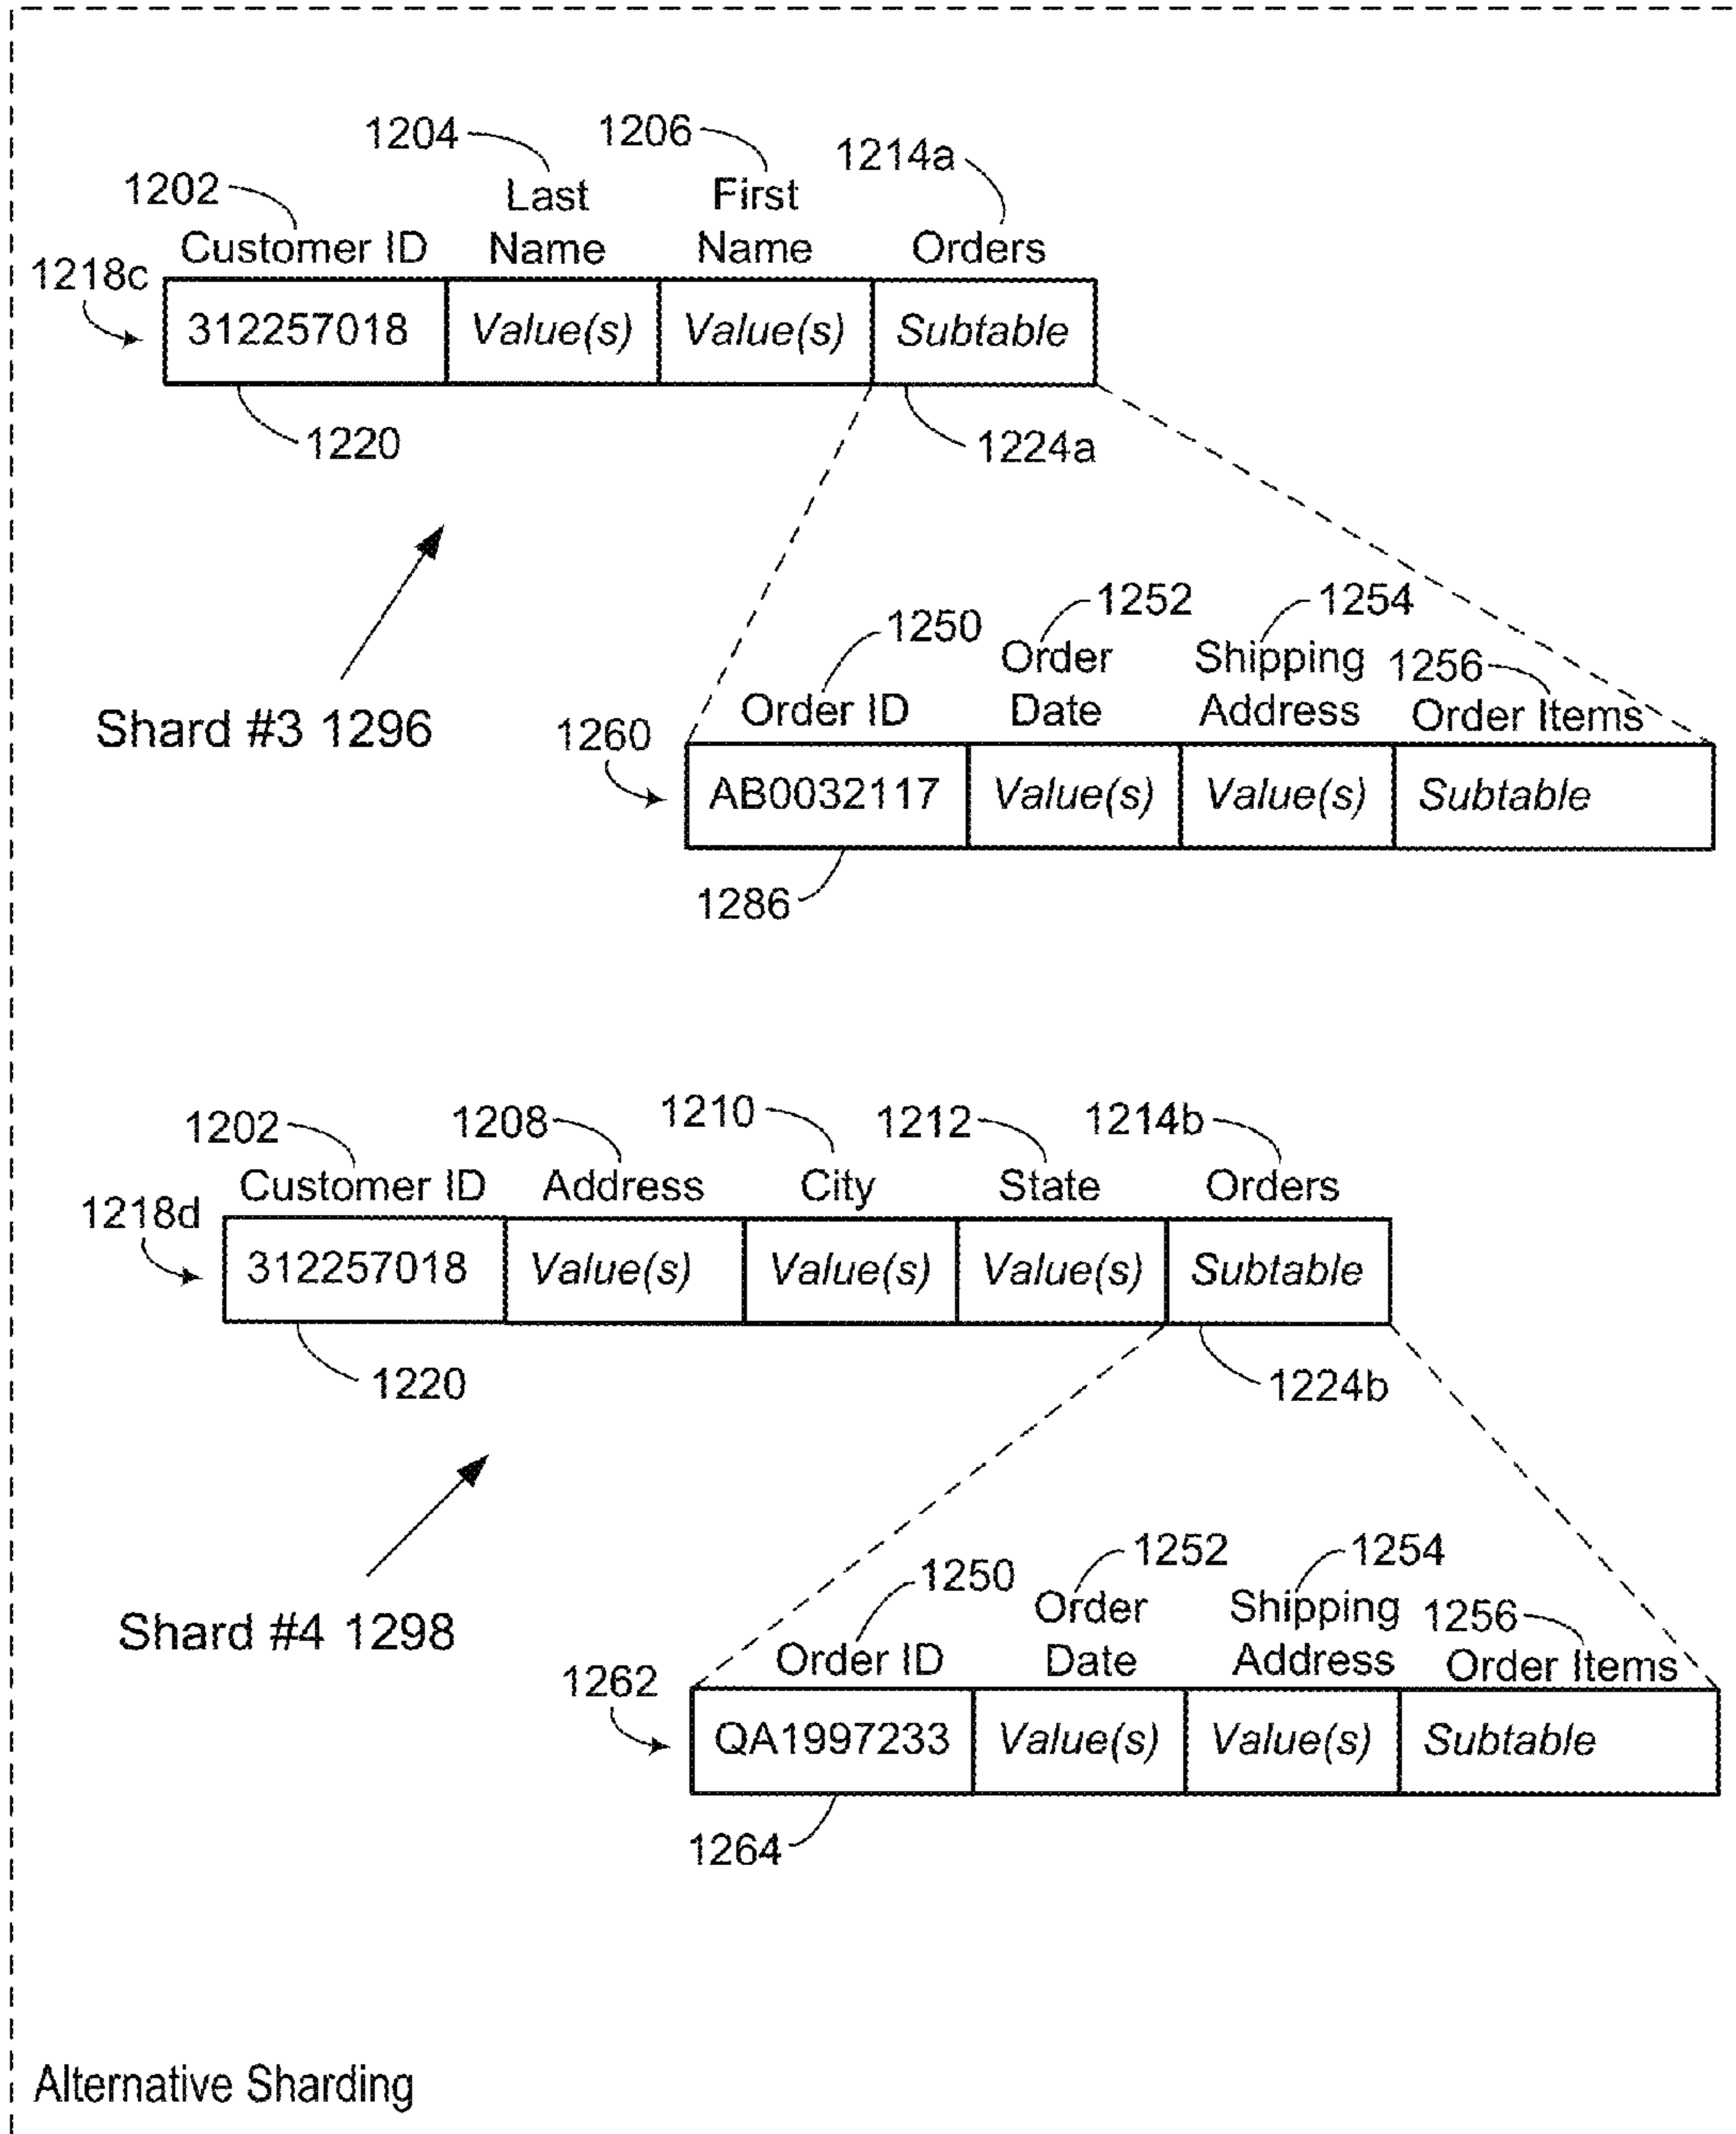 1204 1206 1214a
1202 Last First
Customer ID Name Name Orders
1218c
312257018 Value(s) Value(s) Subtable
1220 1224a
1252 1254
1250 Order Shipping 1256
Shard #3 1296 Order ID Date Address Order Items
1260
AB0032117 Value(s) Value(s) Subtable
1286
1202 1208 1210 1212 1214b
Customer ID Address City State Orders
1218d
312257018 Value(s) Value(s) Value(s) Subtable
1220 1224b
1252 1254
1250 Order Shipping 1256
Shard #4 1298 Order ID Date Address Order Items
1262
QA1997233 Value(s) Value(s) Subtable
1264
Alternative Sharding